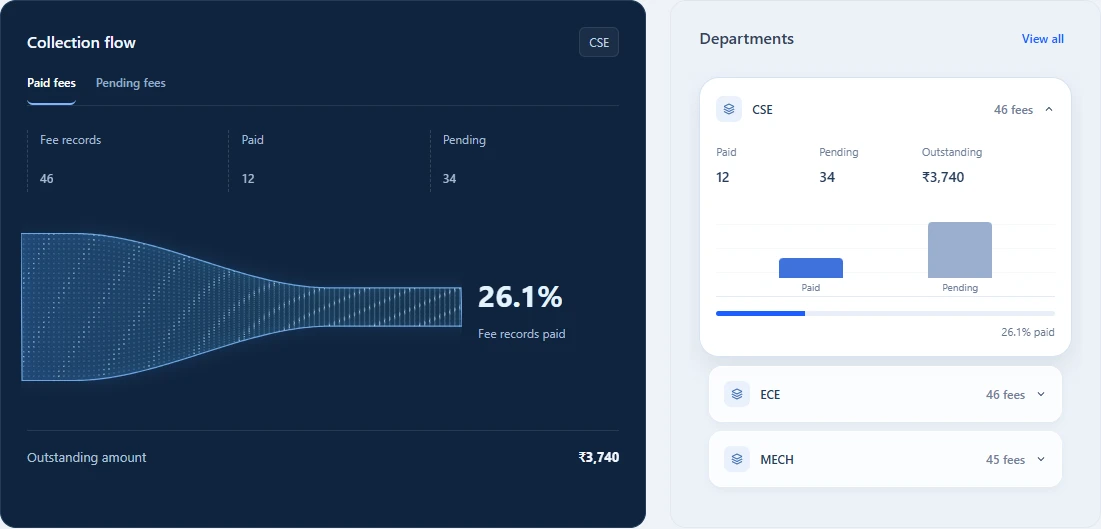 Collection flow
CSE
Paid fees
Pending fees
Fee records
Paid
Pending
46
12
34
26.1%
Fee records paid
Outstanding amount
₹3,740
Departments
View all
CSE
46 fees
Paid
Pending
Outstanding
12
34
₹3,740
Paid
Pending
26.1% paid
ECE
46 fees
MECH
45 fees